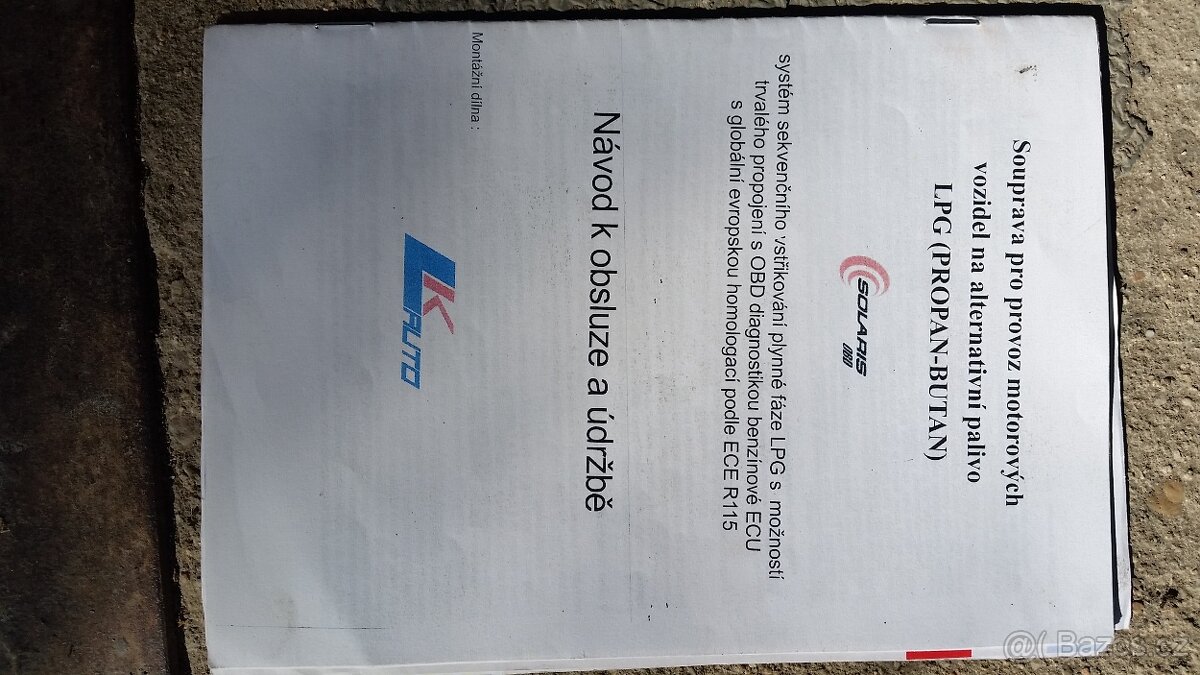 Souprava pro provoz motorových
vozidel na alternativní palivo
LPG (PROPAN-BUTAN)
SOLARIS
OBD
systém sekvenčního vstřikování plynné fáze LPG s možností
trvalého propojení s OBD diagnostikou benzínové ECU
s globální evropskou homologací podle ECE R115
Návod k obsluze a údržbě
LK
AUTO
Montážní dílna :
@( Bazos.cz